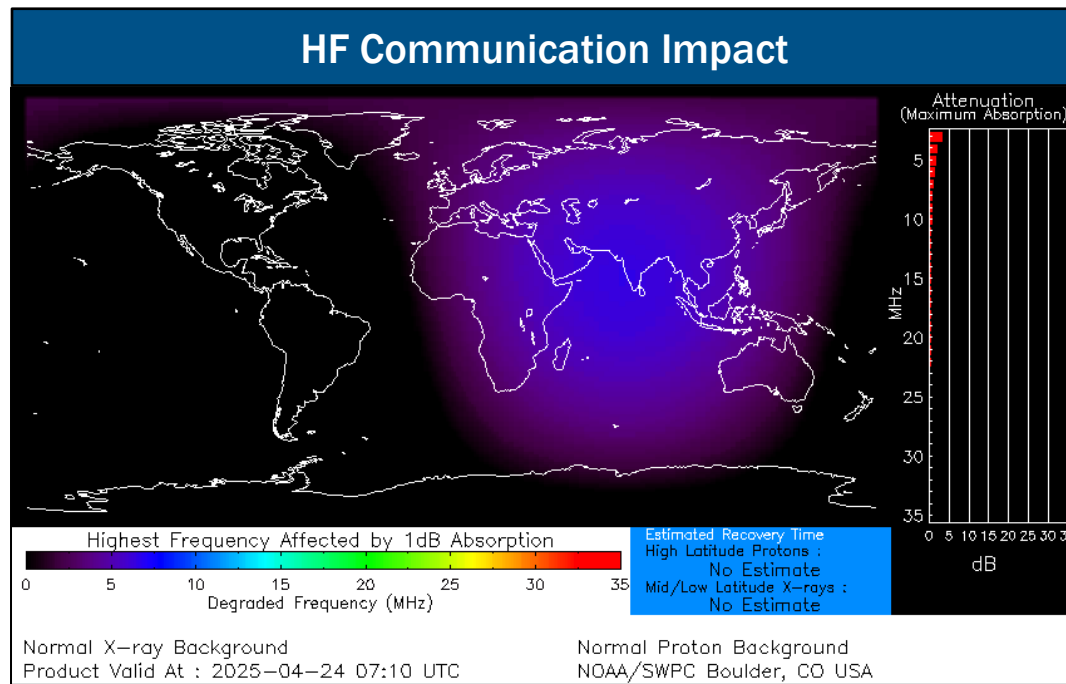 HF Communication Impact
Attenuation
(Maximum Absorption)
5
10
15
20
25
30
35
MHz
0 5 10 15 20 25 30 3
dB
Highest Frequency Affected by 1dB Absorption
0 5 10 15 20 25 30 35
Degraded Frequency (MHz)
Estimated Recovery Time
High Latitude Protons :
No Estimate
Mid/Low Latitude X-rays :
No Estimate
Normal X-ray Background
Product Valid At : 2025-04-24 07:10 UTC
Normal Proton Background
NOAA/SWPC Boulder, CO USA